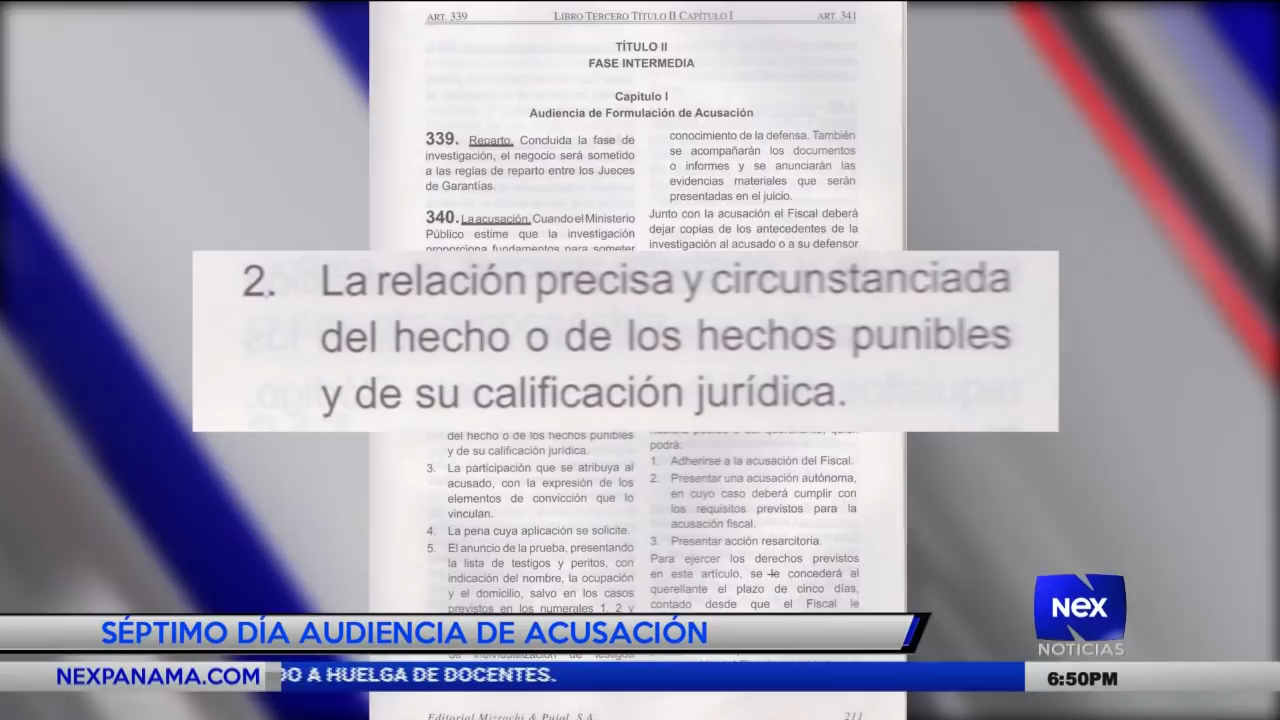 ART. 339 LIBRO TERCERO TÍTULO II CAPÍTULO I ART. 341
TÍTULO II
FASE INTERMEDIA
Capítulo I
Audiencia de Formulación de Acusación
339. Reparto. Concluida la fase de
investigación, el negocio será sometido
a las reglas de reparto entre los Jueces
de Garantías.
340. La acusación. Cuando el Ministerio
Público estime que la investigación
proporciona fundamentos para someter
conocimiento de la defensa. También
se acompañarán los documentos
o informes y se anunciarán las
evidencias materiales que serán
presentadas en el juicio.
Junto con la acusación el Fiscal deberá
dejar copias de los antecedentes de la
investigación al acusado o a su defensor
2. La relación precisa y circunstanciada
del hecho o de los hechos punibles
y de su calificación jurídica.
del hecho o de los hechos punibles
y de su calificación jurídica.
3. La participación que se atribuya al
acusado, con la expresión de los
elementos de convicción que lo
vinculan.
4. La pena cuya aplicación se solicite.
5. El anuncio de la prueba, presentando
la lista de testigos y peritos, con
indicación del nombre, la ocupación
y el domicilio, salvo en los casos
previstos en los numerales 1, 2 y
podrá:
1. Adherirse a la acusación del Fiscal.
2. Presentar una acusación autónoma,
en cuyo caso deberá cumplir con
los requisitos previstos para la
acusación fiscal.
3. Presentar acción resarcitoria.
Para ejercer los derechos previstos
en este artículo, se le concederá al
querellante el plazo de cinco días,
contado desde que el Fiscal le
SÉPTIMO DÍA AUDIENCIA DE ACUSACIÓN
nex
NOTICIAS
NEXPANAMA.COM
DO A HUELGA DE DOCENTES.
6:50PM
Editorial Mizrachi & Pujol, S.A. 211